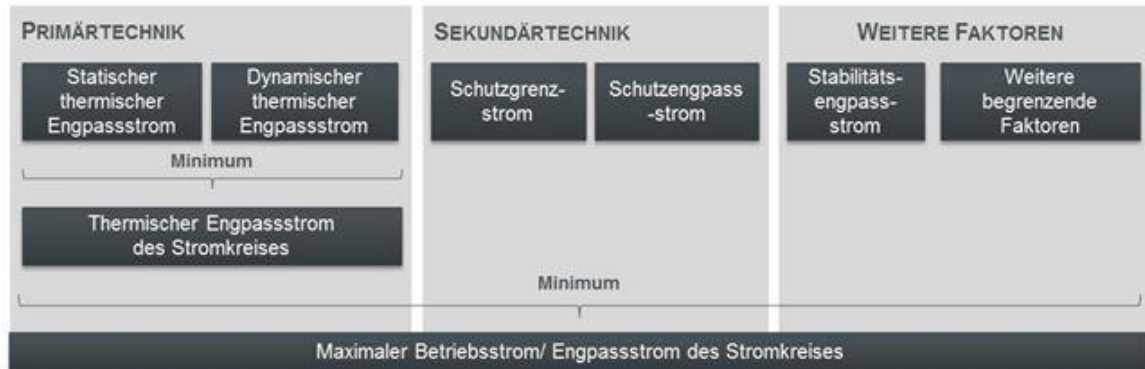 PRIMÄRTECHNIK
Statischer
thermischer
Engpassstrom
Dynamischer
thermischer
Engpassstrom
Minimum
Thermischer Engpassstrom
des Stromkreises
SEKUNDÄRTECHNIK
Schutzgrenz-
strom
Schutzengpass
-strom
WEITERE FAKTOREN
Stabilitäts-
engpass-
strom
Weitere
begrenzende
Faktoren
Minimum
Maximaler Betriebsstrom/ Engpassstrom des Stromkreises